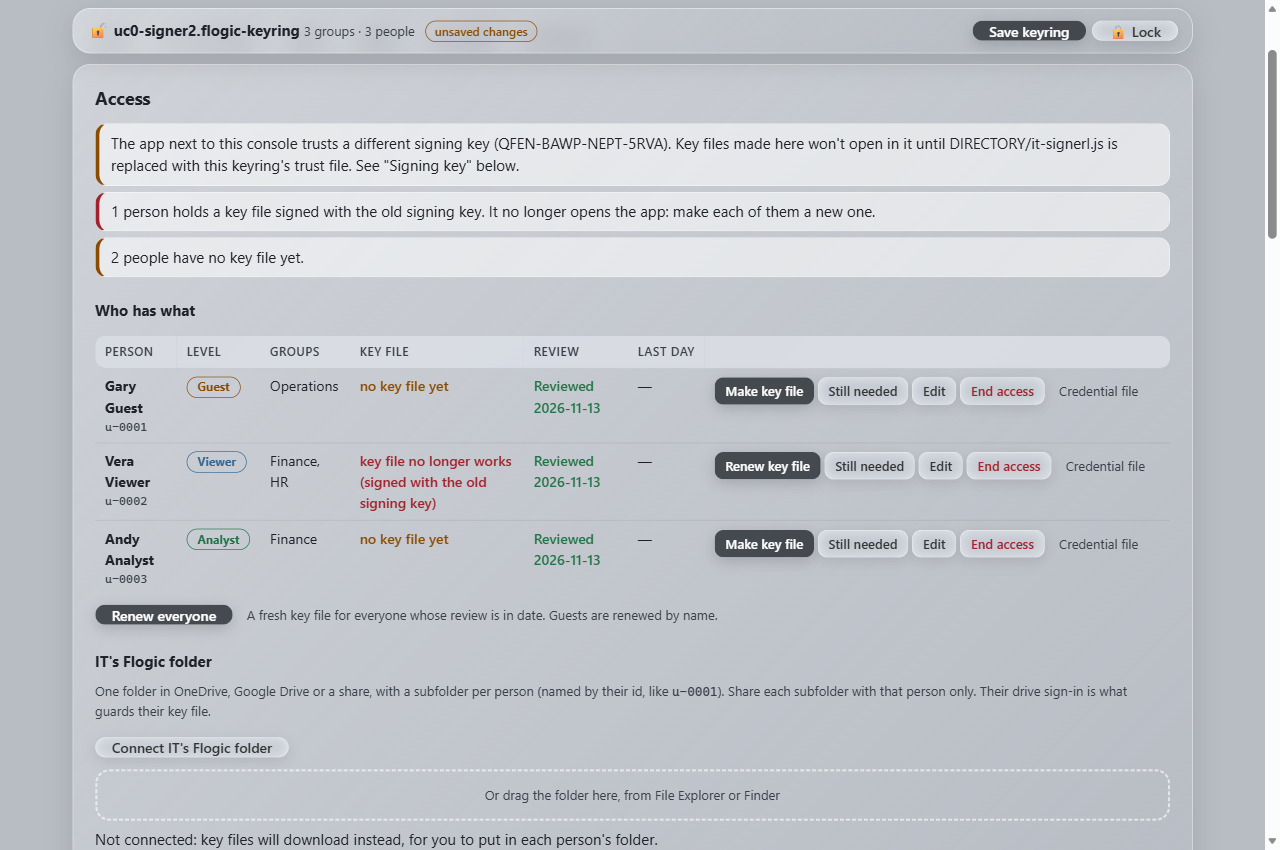 uc0-signer2.flogic-keyring 3 groups · 3 people unsaved changes Save keyring Lock
Access
The app next to this console trusts a different signing key (QFEN-BAWP-NEPT-5RVA). Key files made here won't open in it until DIRECTORY/it-signerl.js is
replaced with this keyring's trust file. See "Signing key" below.
1 person holds a key file signed with the old signing key. It no longer opens the app: make each of them a new one.
2 people have no key file yet.
Who has what
PERSON LEVEL GROUPS KEY FILE REVIEW LAST DAY
Gary Guest Operations no key file yet Reviewed — Make key file Still needed Edit End access Credential file
Guest 2026-11-13
u-0001
Vera Viewer Finance, key file no longer works Reviewed — Renew key file Still needed Edit End access Credential file
Viewer HR (signed with the old 2026-11-13
u-0002 signing key)
Andy Analyst Finance no key file yet Reviewed — Make key file Still needed Edit End access Credential file
Analyst 2026-11-13
u-0003
Renew everyone A fresh key file for everyone whose review is in date. Guests are renewed by name.
IT's Flogic folder
One folder in OneDrive, Google Drive or a share, with a subfolder per person (named by their id, like u-0001). Share each subfolder with that person only. Their drive sign-in is what
guards their key file.
Connect IT's Flogic folder
Or drag the folder here, from File Explorer or Finder
Not connected: key files will download instead, for you to put in each person's folder.